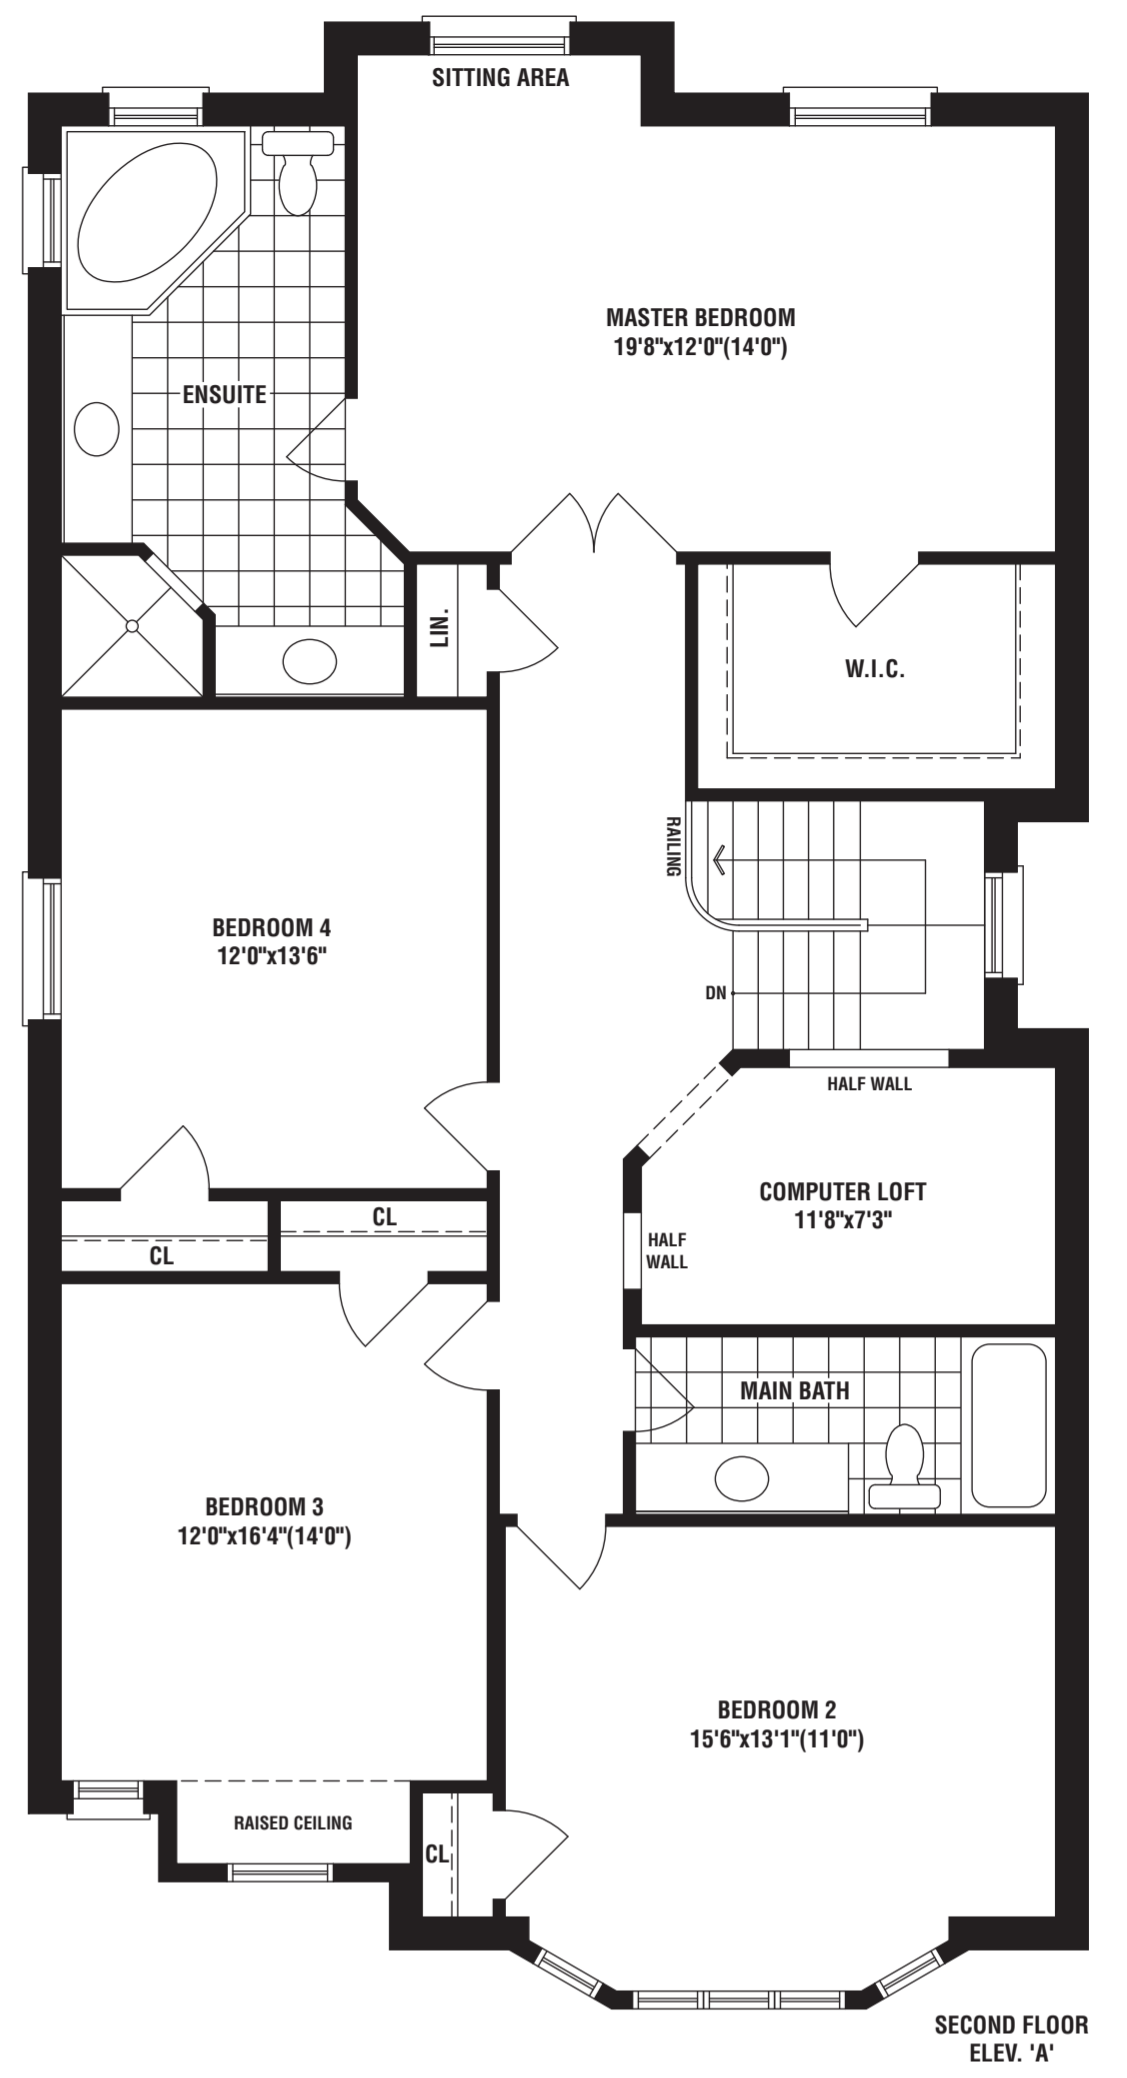 SITTING AREA
MASTER BEDROOM
19'8"x12'0"(14'0")
ENSUITE
LIN.
W.I.C.
RAILING
BEDROOM 4
12'0"x13'6"
DN
HALF WALL
COMPUTER LOFT
11'8"x7'3"
CL
CL
HALF
WALL
MAIN BATH
BEDROOM 3
12'0"x16'4"(14'0")
BEDROOM 2
15'6"x13'1"(11'0")
RAISED CEILING
CL
SECOND FLOOR
ELEV. 'A'